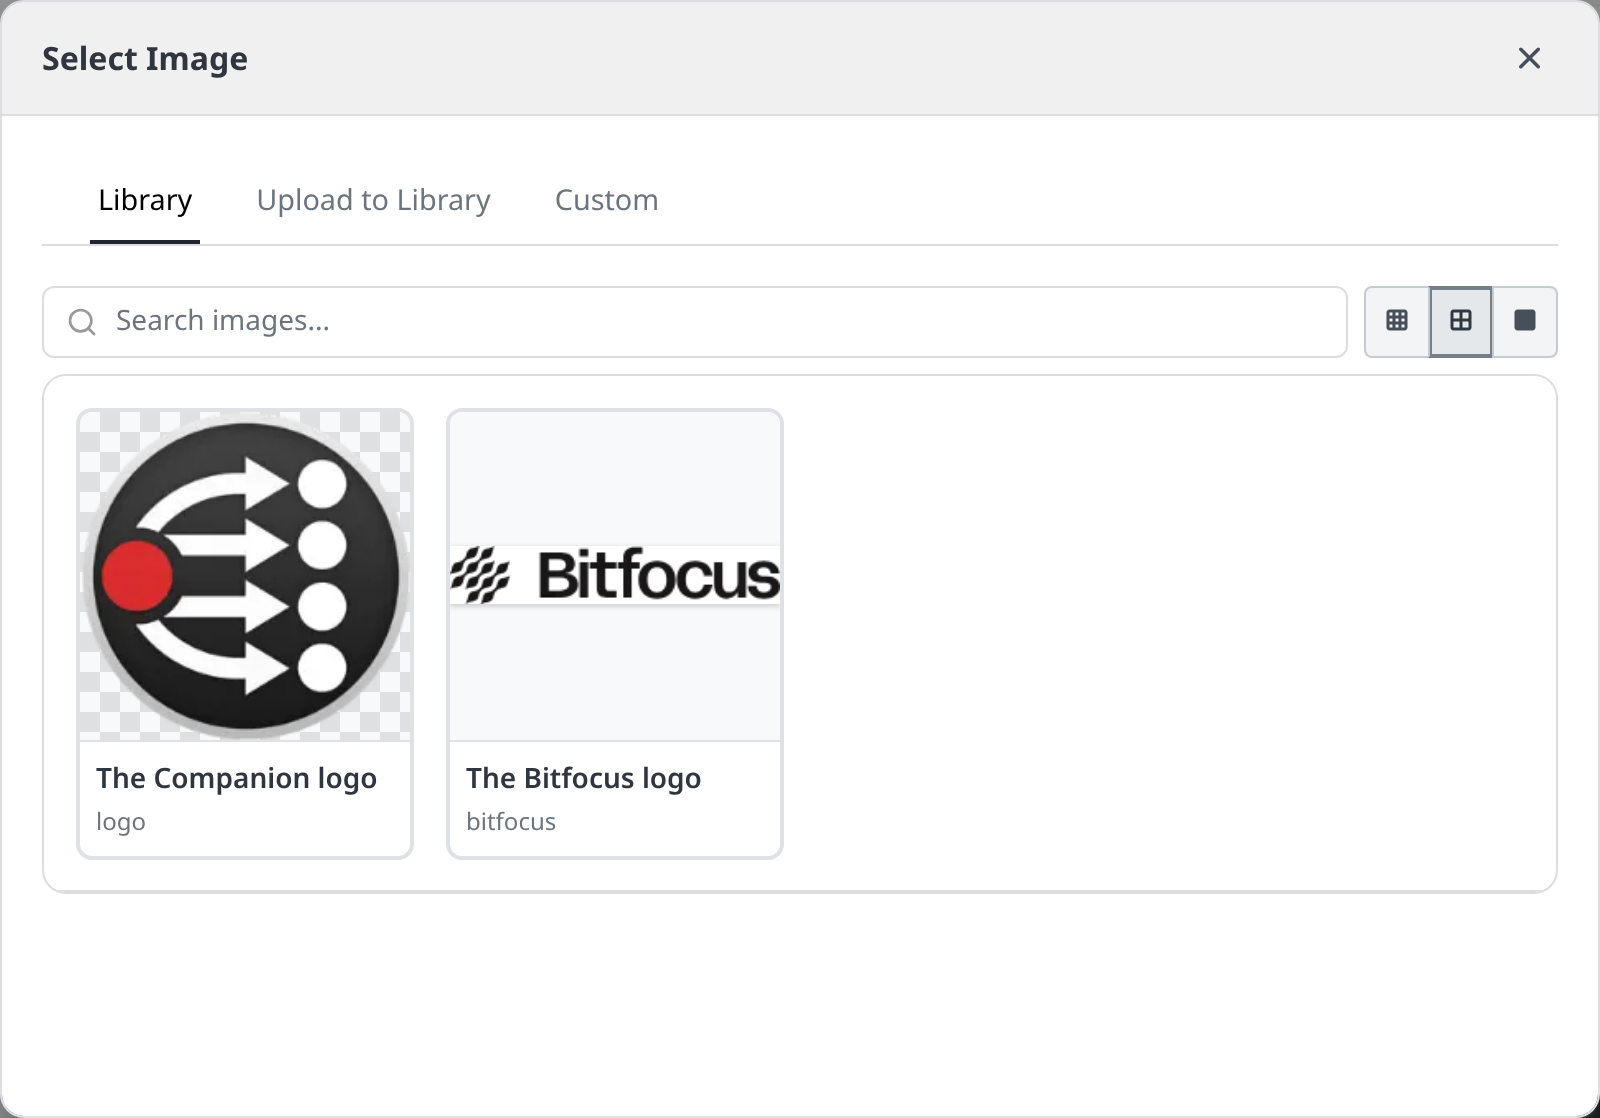 Select Image
Library
Upload to Library
Custom
Search images...
Bitfocus
The Companion logo
logo
The Bitfocus logo
bitfocus